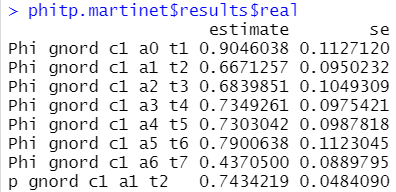 > phitp.martinet$results$real
estimate se
Phi gnord c1 a0 t1 0.9046038 0.1127120
Phi gnord c1 a1 t2 0.6671257 0.0950232
Phi gnord c1 a2 t3 0.6839851 0.1049309
Phi gnord c1 a3 t4 0.7349261 0.0975421
Phi gnord c1 a4 t5 0.7303042 0.0987818
Phi gnord c1 a5 t6 0.7900638 0.1123045
Phi gnord c1 a6 t7 0.4370500 0.0889795
p gnord c1 a1 t2 0.7434219 0.0484090